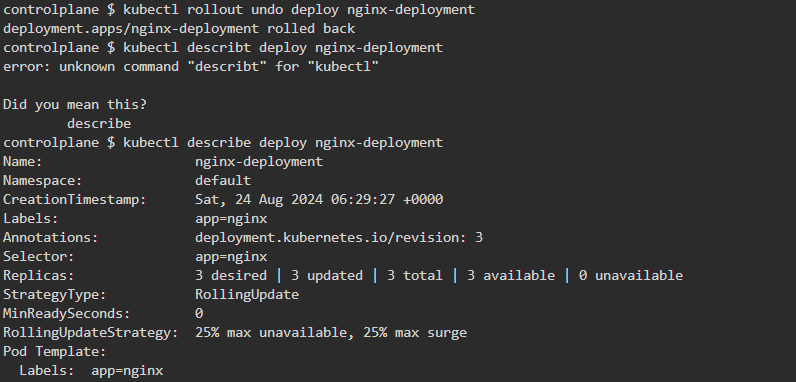 controlplane $ kubectl rollout undo deploy nginx-deployment
deployment.apps/nginx-deployment rolled back
controlplane $ kubectl describt deploy nginx-deployment
error: unknown command "describt" for "kubectl"

Did you mean this?
        describe
controlplane $ kubectl describe deploy nginx-deployment
Name:                   nginx-deployment
Namespace:              default
CreationTimestamp:      Sat, 24 Aug 2024 06:29:27 +0000
Labels:                 app=nginx
Annotations:            deployment.kubernetes.io/revision: 3
Selector:               app=nginx
Replicas:               3 desired | 3 updated | 3 total | 3 available | 0 unavailable
StrategyType:           RollingUpdate
MinReadySeconds:        0
RollingUpdateStrategy:  25% max unavailable, 25% max surge
Pod Template:
  Labels:  app=nginx